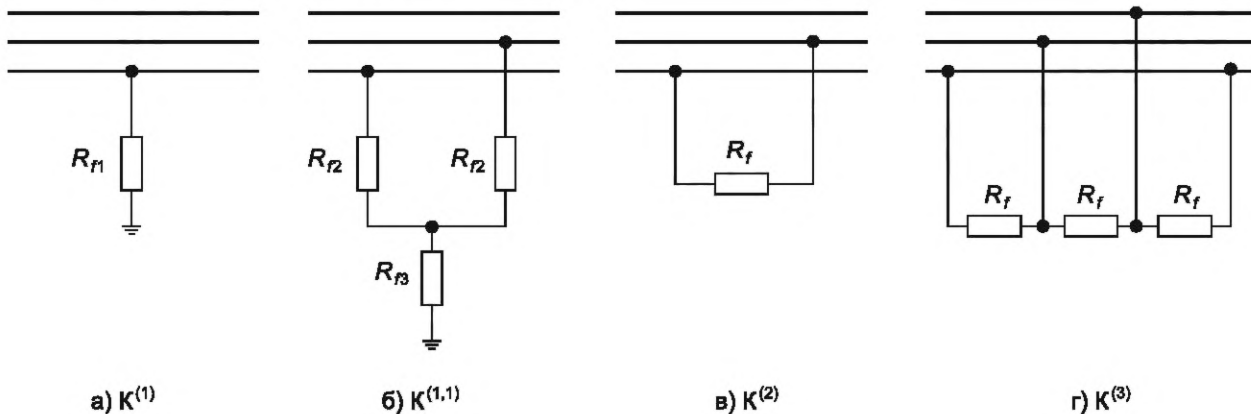 R_f1
R_f2 R_f2
R_f3
R_f
R_f R_f R_f
а) К^(1) б) К^(1,1) в) К^(2) г) К^(3)